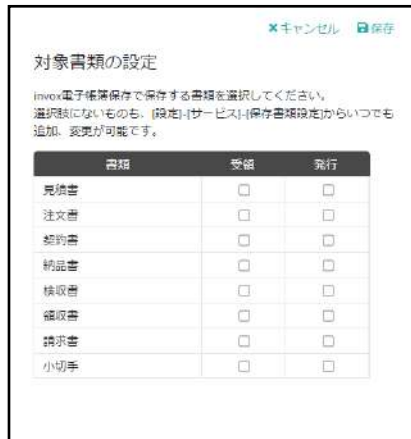 ×キャンセル 保存
対象書類の設定
invox電子帳簿保存で保存する書類を選択してください。
選択肢にないものも、[設定]-[サービス]-[保存書類設定]からいつでも
追加、変更が可能です。
書類 受領 発行
見積書
注文書
契約書
納品書
検収書
領収書
請求書
小切手